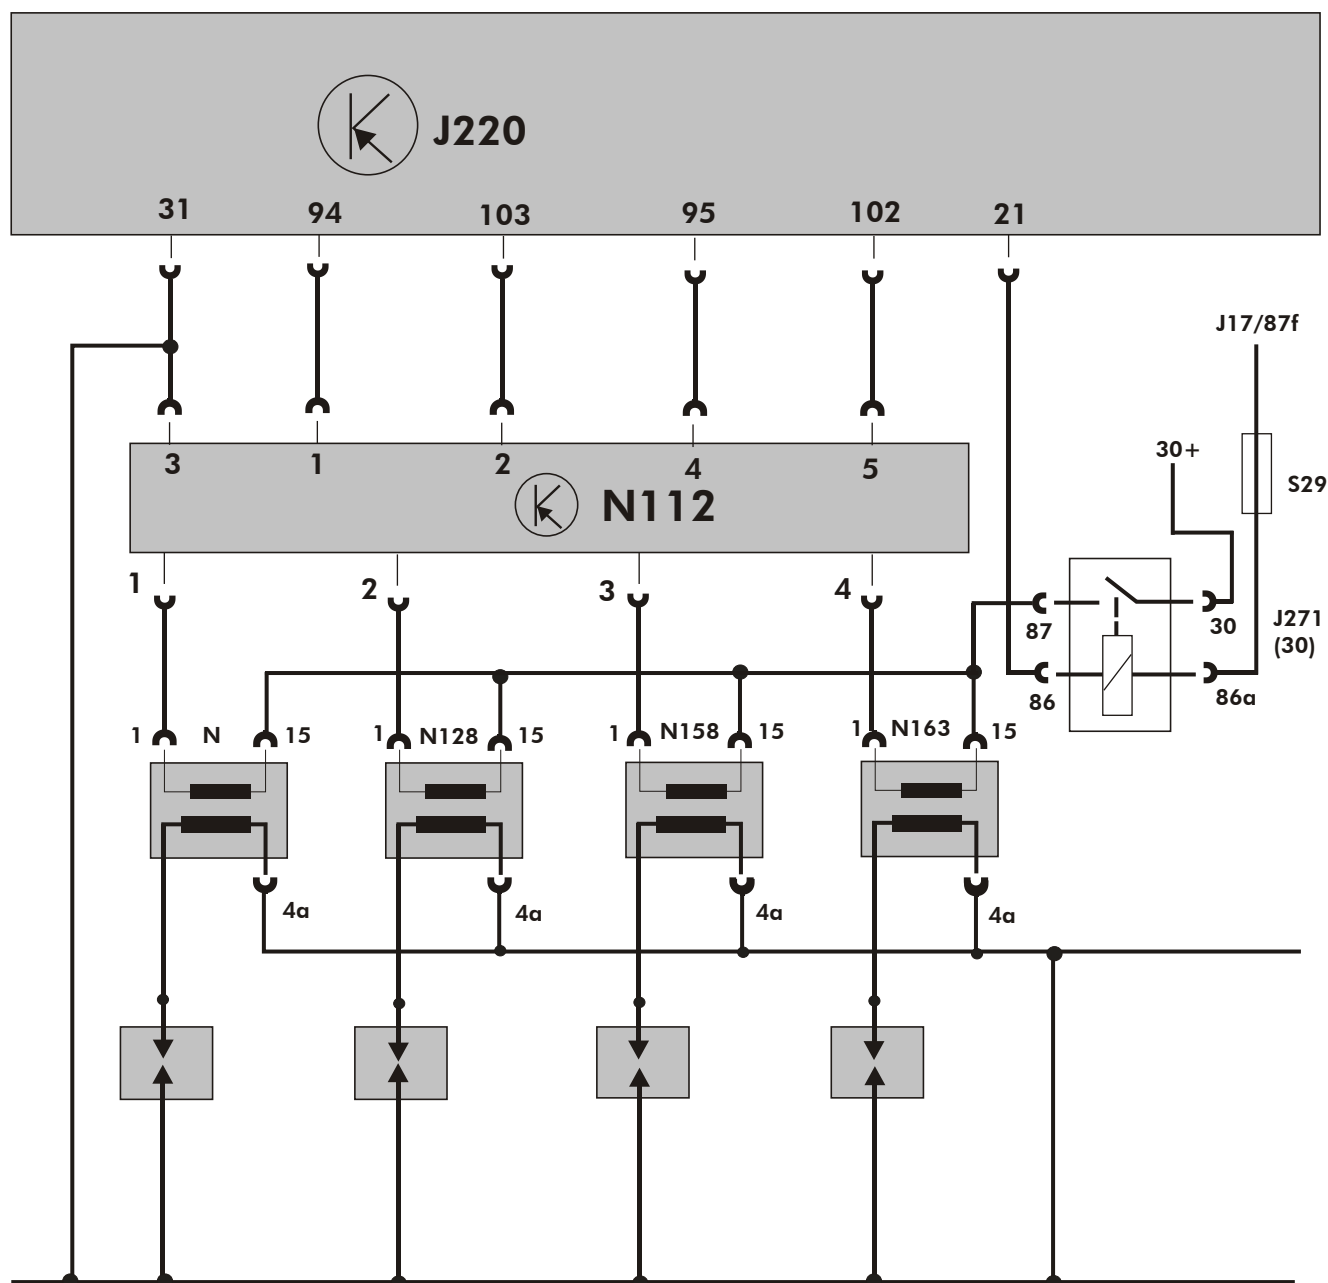 J220
31 94 103 95 102 21
J17/87f
3 1 2 4 5
30+
N112
S29
1 2 3 4
87 30
J271
(30)
86 86a
1 N 15 1 N128 15 1 N158 15 1 N163 15
4a 4a 4a 4a